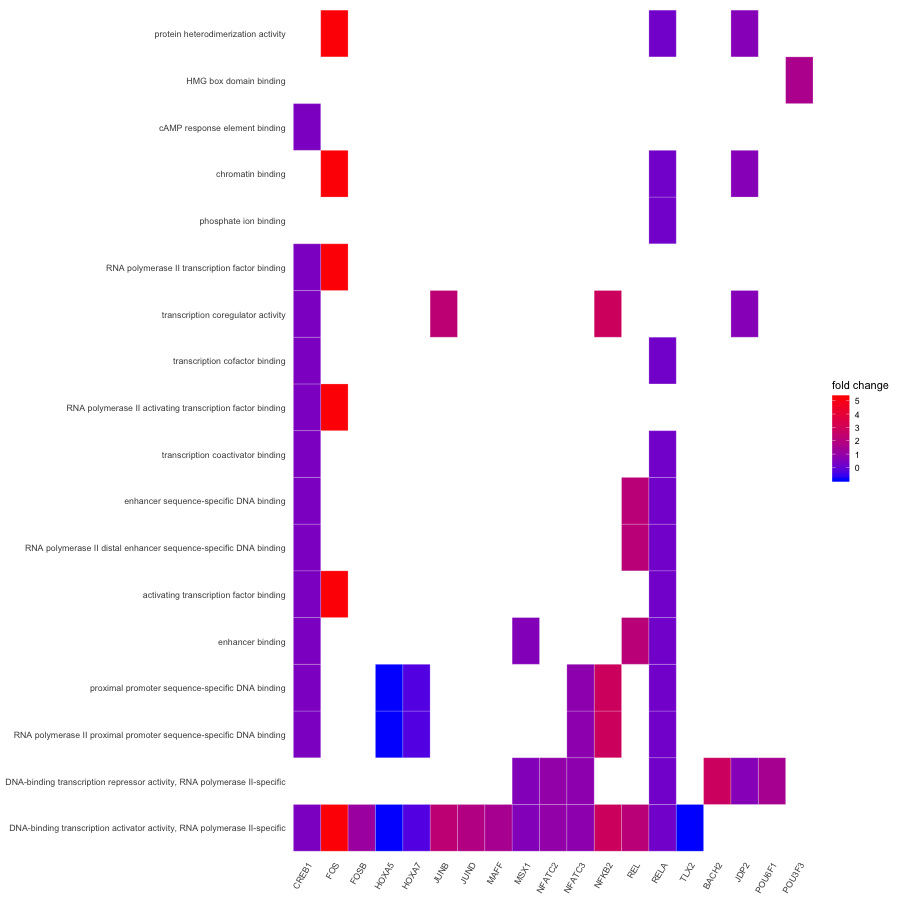 protein heterodimerization activity
HMG box domain binding
cAMP response element binding
chromatin binding
phosphate ion binding
RNA polymerase II transcription factor binding
transcription coregulator activity
transcription cofactor binding
RNA polymerase II activating transcription factor binding
transcription coactivator binding
enhancer sequence-specific DNA binding
RNA polymerase II distal enhancer sequence-specific DNA binding
activating transcription factor binding
enhancer binding
proximal promoter sequence-specific DNA binding
RNA polymerase II proximal promoter sequence-specific DNA binding
DNA-binding transcription repressor activity, RNA polymerase II-specific
DNA-binding transcription activator activity, RNA polymerase II-specific
CREB1
FOS
FOSB
HOXA5
HOXA7
JUNB
JUND
MAFF
MSX1
NFATC2
NFATC3
NFKB2
REL
RELA
TLX2
BACH2
JDP2
POU6F1
POU3F3
fold change
5
4
3
2
1
0